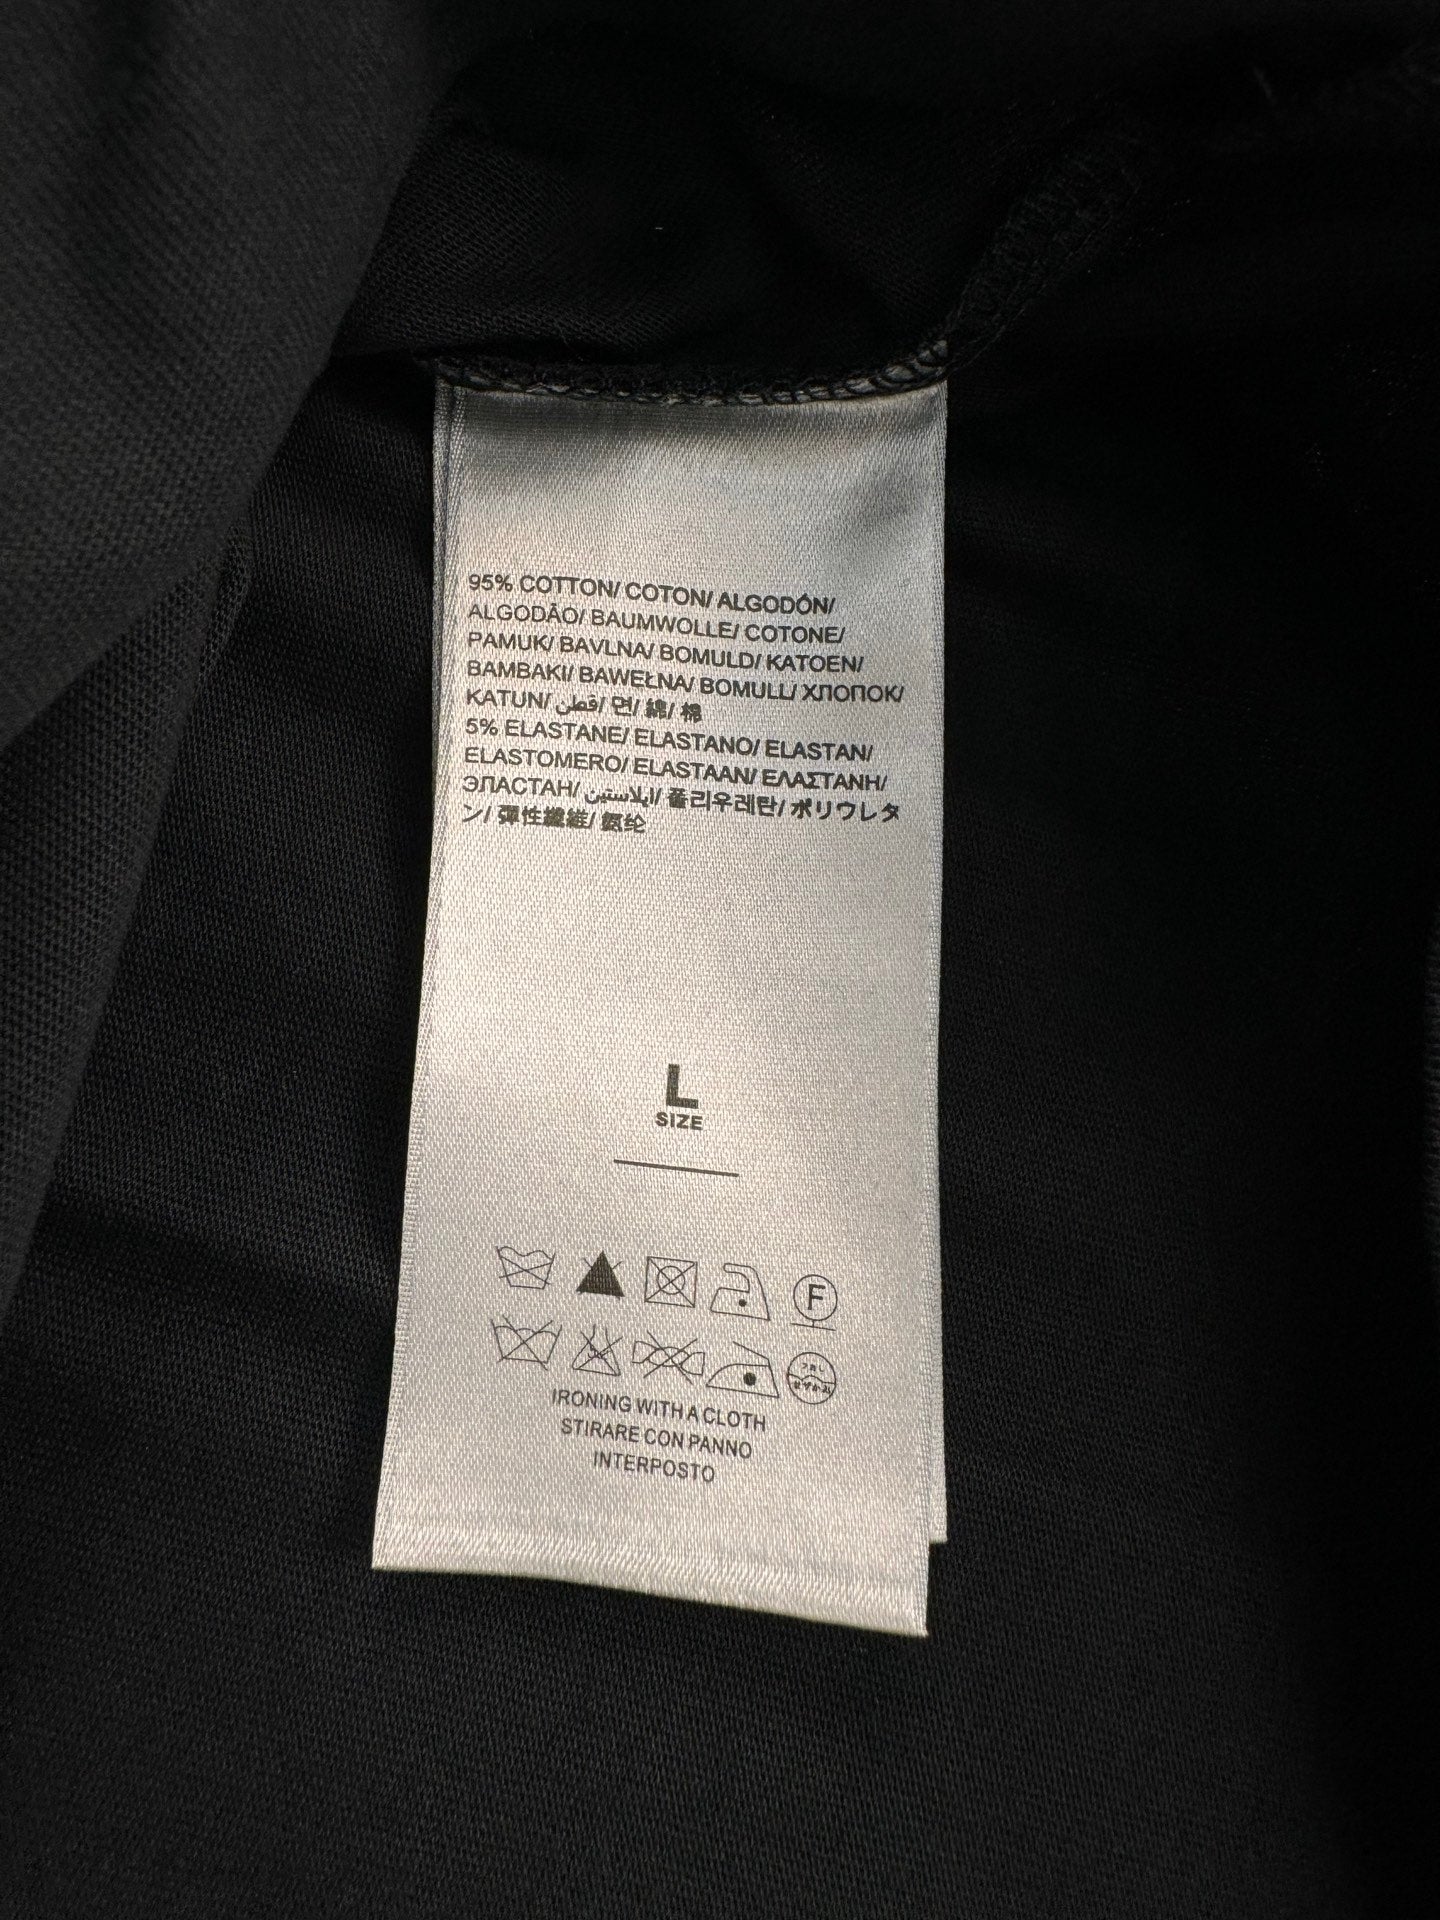 95% COTTON/ COTON/ ALGODÓN/
ALGODÃO/ BAUMWOLLE/ COTONE/
PAMUK/ BAVLNA/ BOMULD/ KATOEN/
BAMBAKI/ BAWEŁNA/ BOMULL/ ХЛОПОК/
KATUN/ قطن/ 면/ 綿/ 棉
5% ELASTANE/ ELASTANO/ ELASTAN/
ELASTOMERO/ ELASTAAN/ ΕΛΑΣΤΑΝΗ/
ЭЛАСТАН/ ايلاستين/ 폴리우레탄/ ポリウレタ
ン/ 彈性纖維/ 氨纶
L
SIZE
F
IRONING WITH A CLOTH
STIRARE CON PANNO
INTERPOSTO